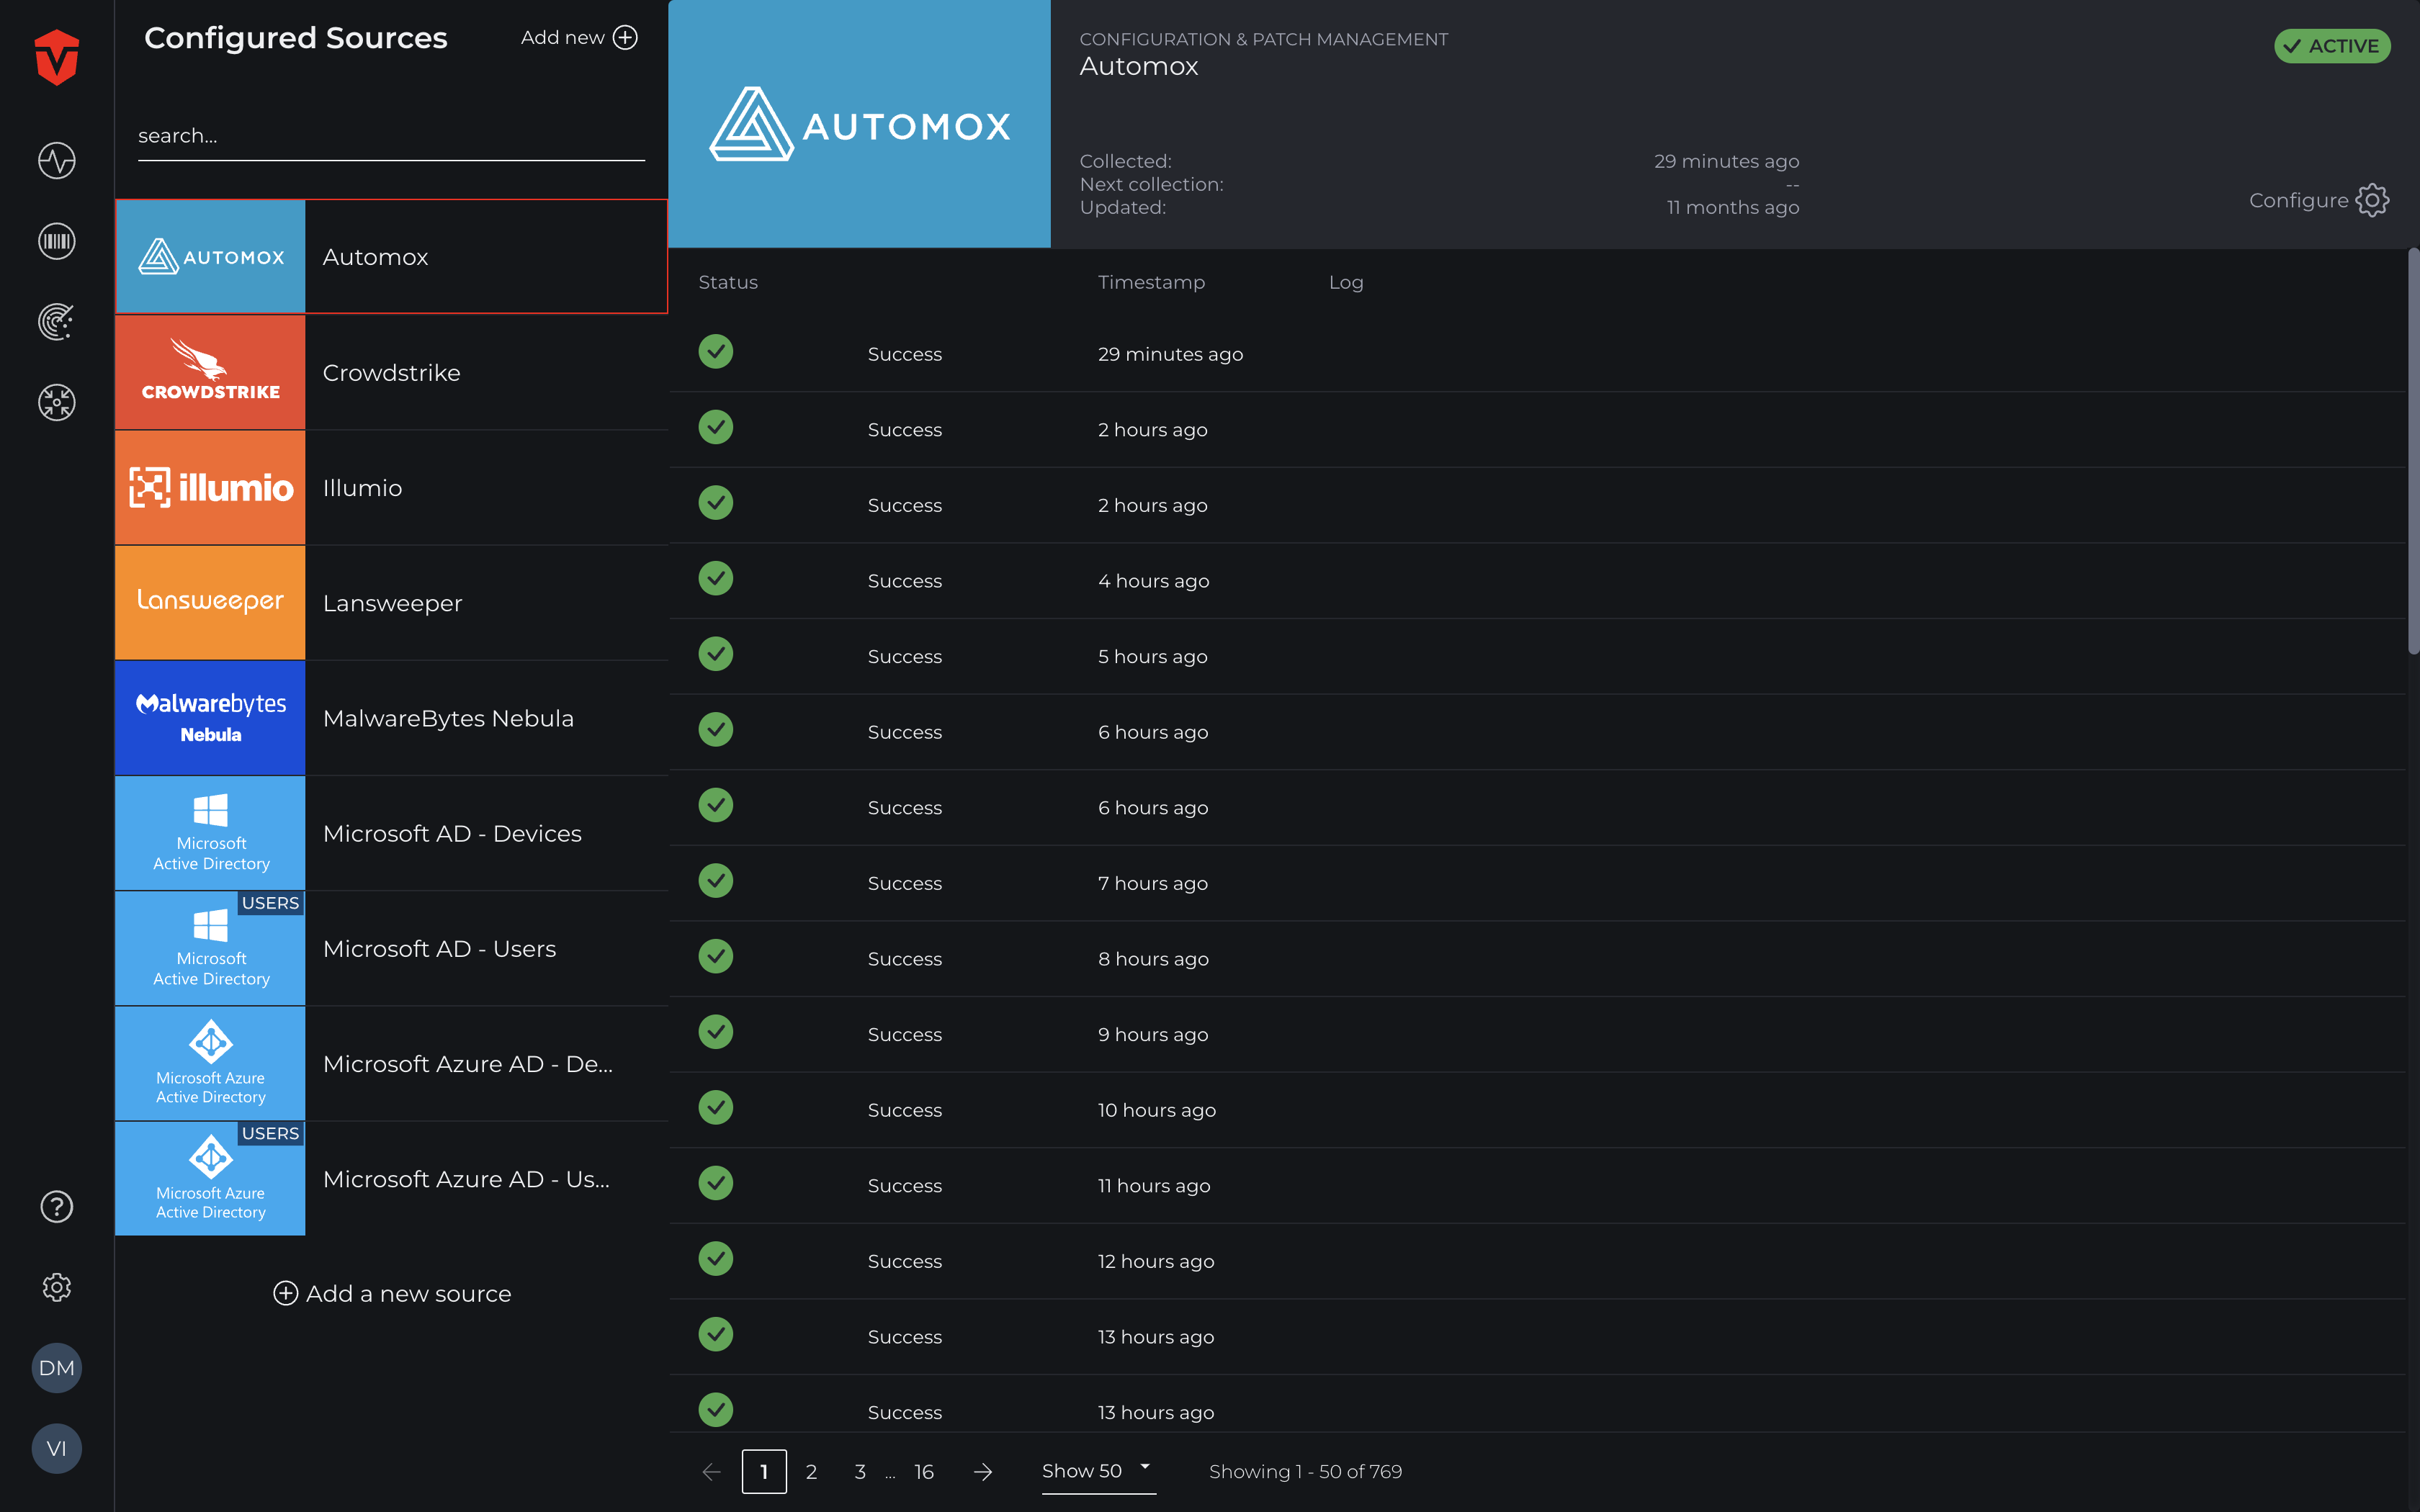 Configured Sources
Add new
search...
AUTOMOX
Automox
CROWDSTRIKE
Crowdstrike
illumio
Illumio
Lansweeper
Lansweeper
Malwarebytes
Nebula
MalwareBytes Nebula
Microsoft
Active Directory
Microsoft AD - Devices
USERS
Microsoft
Active Directory
Microsoft AD - Users
Microsoft Azure
Active Directory
Microsoft Azure AD - De...
USERS
Microsoft Azure
Active Directory
Microsoft Azure AD - Us...
Add a new source
?
DM
VI
AUTOMOX
CONFIGURATION & PATCH MANAGEMENT
Automox
ACTIVE
Collected: 29 minutes ago
Next collection: --
Updated: 11 months ago
Configure
Status Timestamp Log
Success 29 minutes ago
Success 2 hours ago
Success 2 hours ago
Success 4 hours ago
Success 5 hours ago
Success 6 hours ago
Success 6 hours ago
Success 7 hours ago
Success 8 hours ago
Success 9 hours ago
Success 10 hours ago
Success 11 hours ago
Success 12 hours ago
Success 13 hours ago
Success 13 hours ago
1 2 3 ... 16 Show 50 Showing 1 - 50 of 769